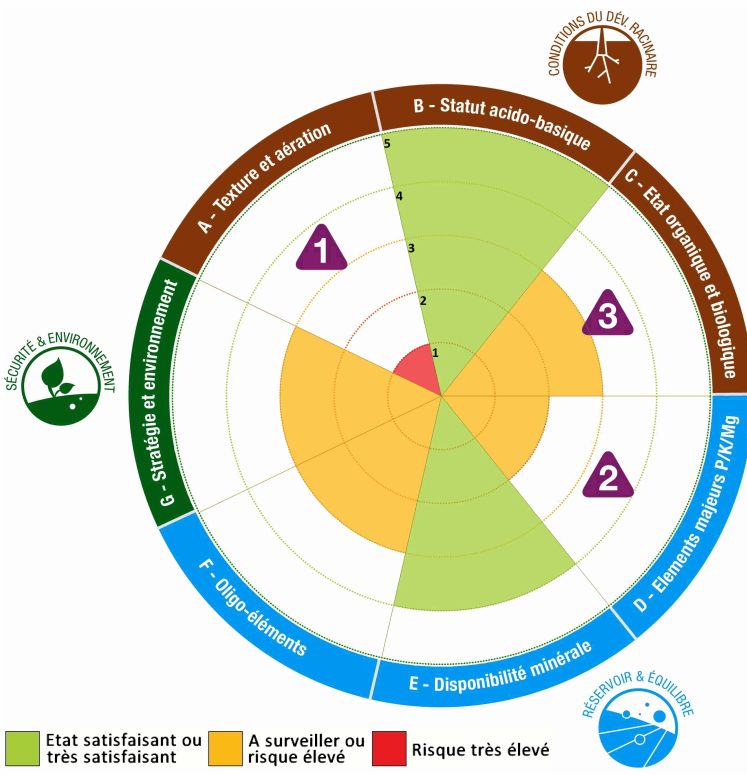 CONDITIONS DU DÉV. RACINAIRE
B - Statut acido-basique
A - Texture et aération
C - Etat organique et biologique
5
4
3
2
1
1
3
2
SÉCURITÉ & ENVIRONNEMENT
G - Stratégie et environnement
D - Elements majeurs P/K/Mg
F - Oligo-éléments
E - Disponibilité minérale
RÉSERVOIR & ÉQUILIBRE
Etat satisfaisant ou
très satisfaisant
A surveiller ou
risque élevé
Risque très élevé